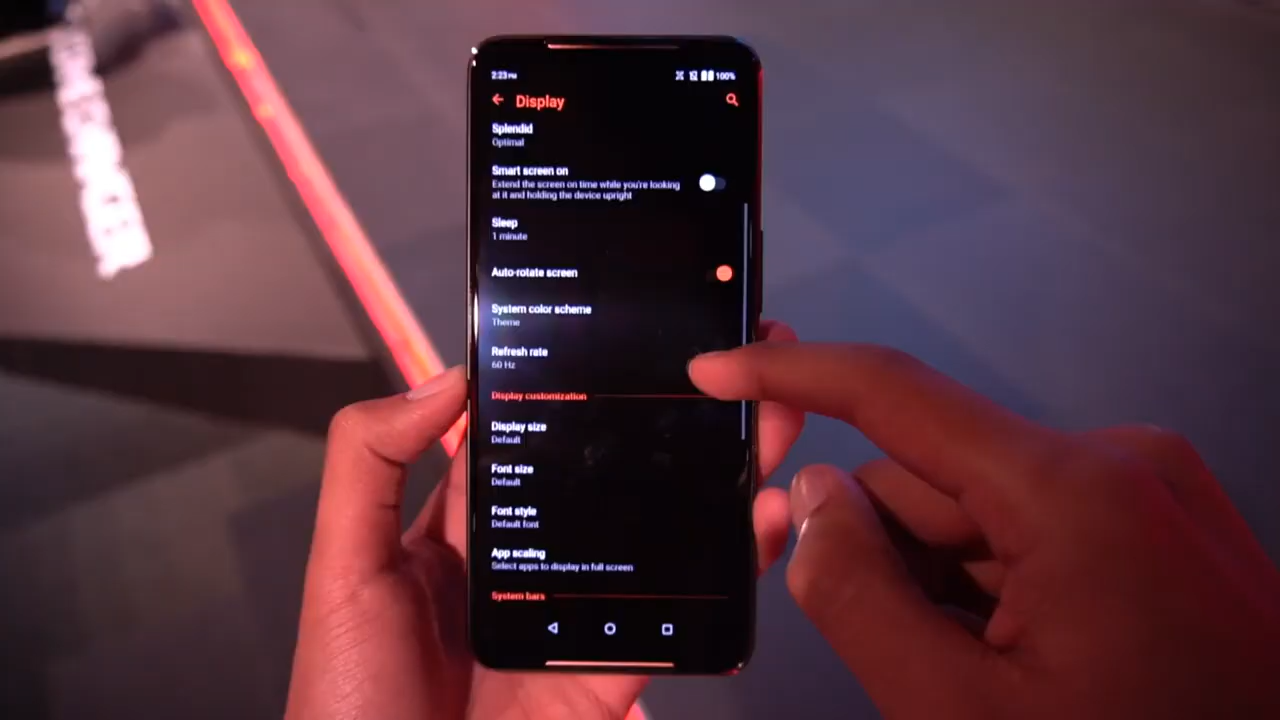 2:23 PM
100%
Display
Splendid
Optimal
Smart screen on
Extend the screen on time while you're looking
at it and holding the device upright
Sleep
1 minute
Auto-rotate screen
System color scheme
Theme
Refresh rate
60 Hz
Display customization
Display size
Default
Font size
Default
Font style
Default font
App scaling
Select apps to display in full screen
System bars